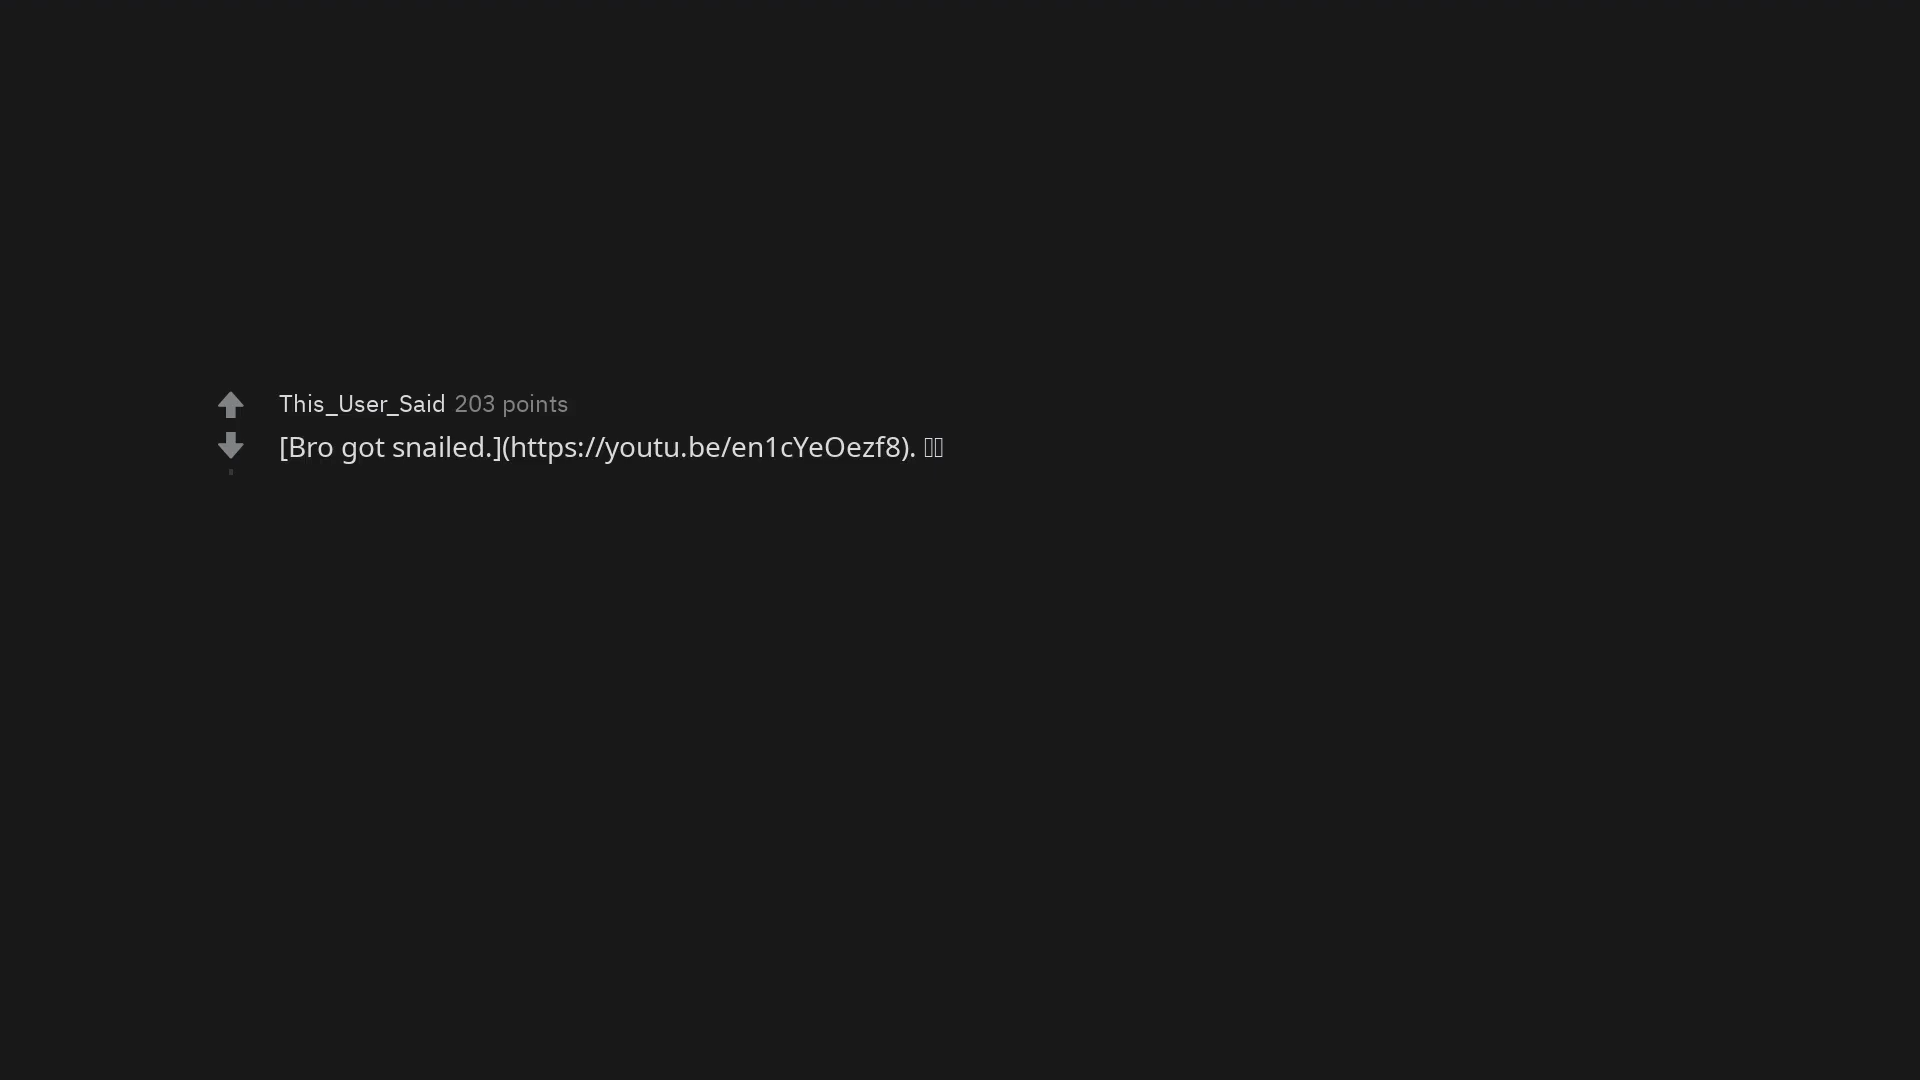 This_User_Said 203 points
[Bro got snailed.](https://youtu.be/en1cYeOezf8). ▯▯